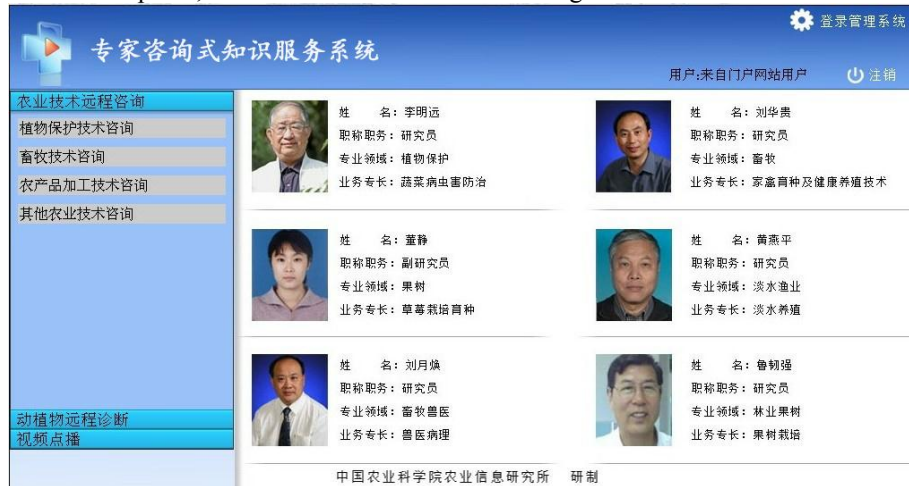 登录管理系统
专家咨询式知识服务系统
用户:来自门户网站用户
注销
农业技术远程咨询
植物保护技术咨询
畜牧技术咨询
农产品加工技术咨询
其他农业技术咨询
动植物远程诊断
视频点播
姓 名：李明远
职称职务：研究员
专业领域：植物保护
业务专长：蔬菜病虫害防治
姓 名：刘华贵
职称职务：研究员
专业领域：畜牧
业务专长：家禽育种及健康养殖技术
姓 名：董静
职称职务：副研究员
专业领域：果树
业务专长：草莓栽培育种
姓 名：黄燕平
职称职务：研究员
专业领域：淡水渔业
业务专长：淡水养殖
姓 名：刘月焕
职称职务：研究员
专业领域：畜牧兽医
业务专长：兽医病理
姓 名：鲁韧强
职称职务：研究员
专业领域：林业果树
业务专长：果树栽培
中国农业科学院农业信息研究所 研制